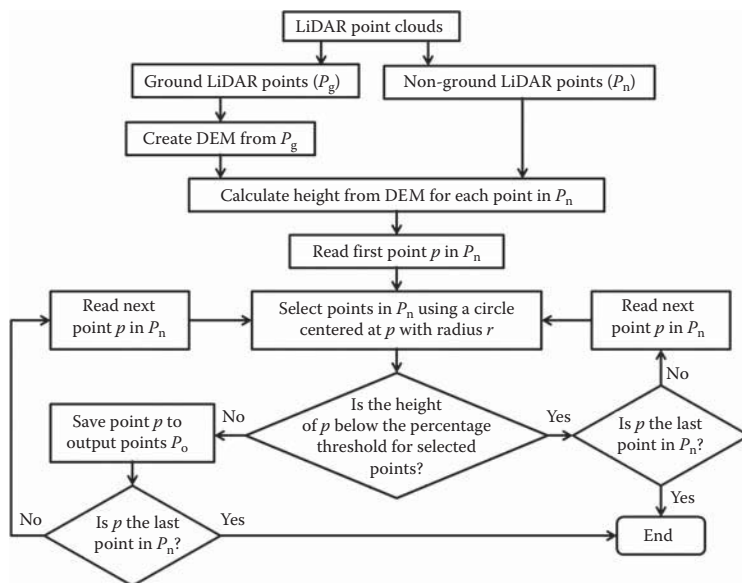 LiDAR point clouds
Ground LiDAR points (Pg)
Non-ground LiDAR points (Pn)
Create DEM from Pg
Calculate height from DEM for each point in Pn
Read first point p in Pn
Read next
point p in Pn
Select points in Pn using a circle
centered at p with radius r
Read next
point p in Pn
No
Save point p to
output points Po
No
Is the height
of p below the percentage
threshold for selected
points?
Yes
Is p the last
point in Pn?
No
Is p the last
point in Pn?
Yes
Yes
End